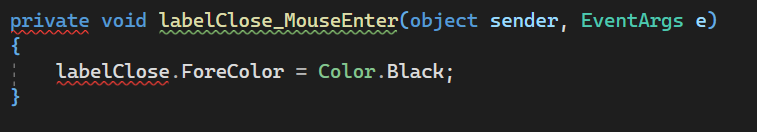 private void labelClose_MouseEnter(object sender, EventArgs e)
{
    labelClose.ForeColor = Color.Black;
}